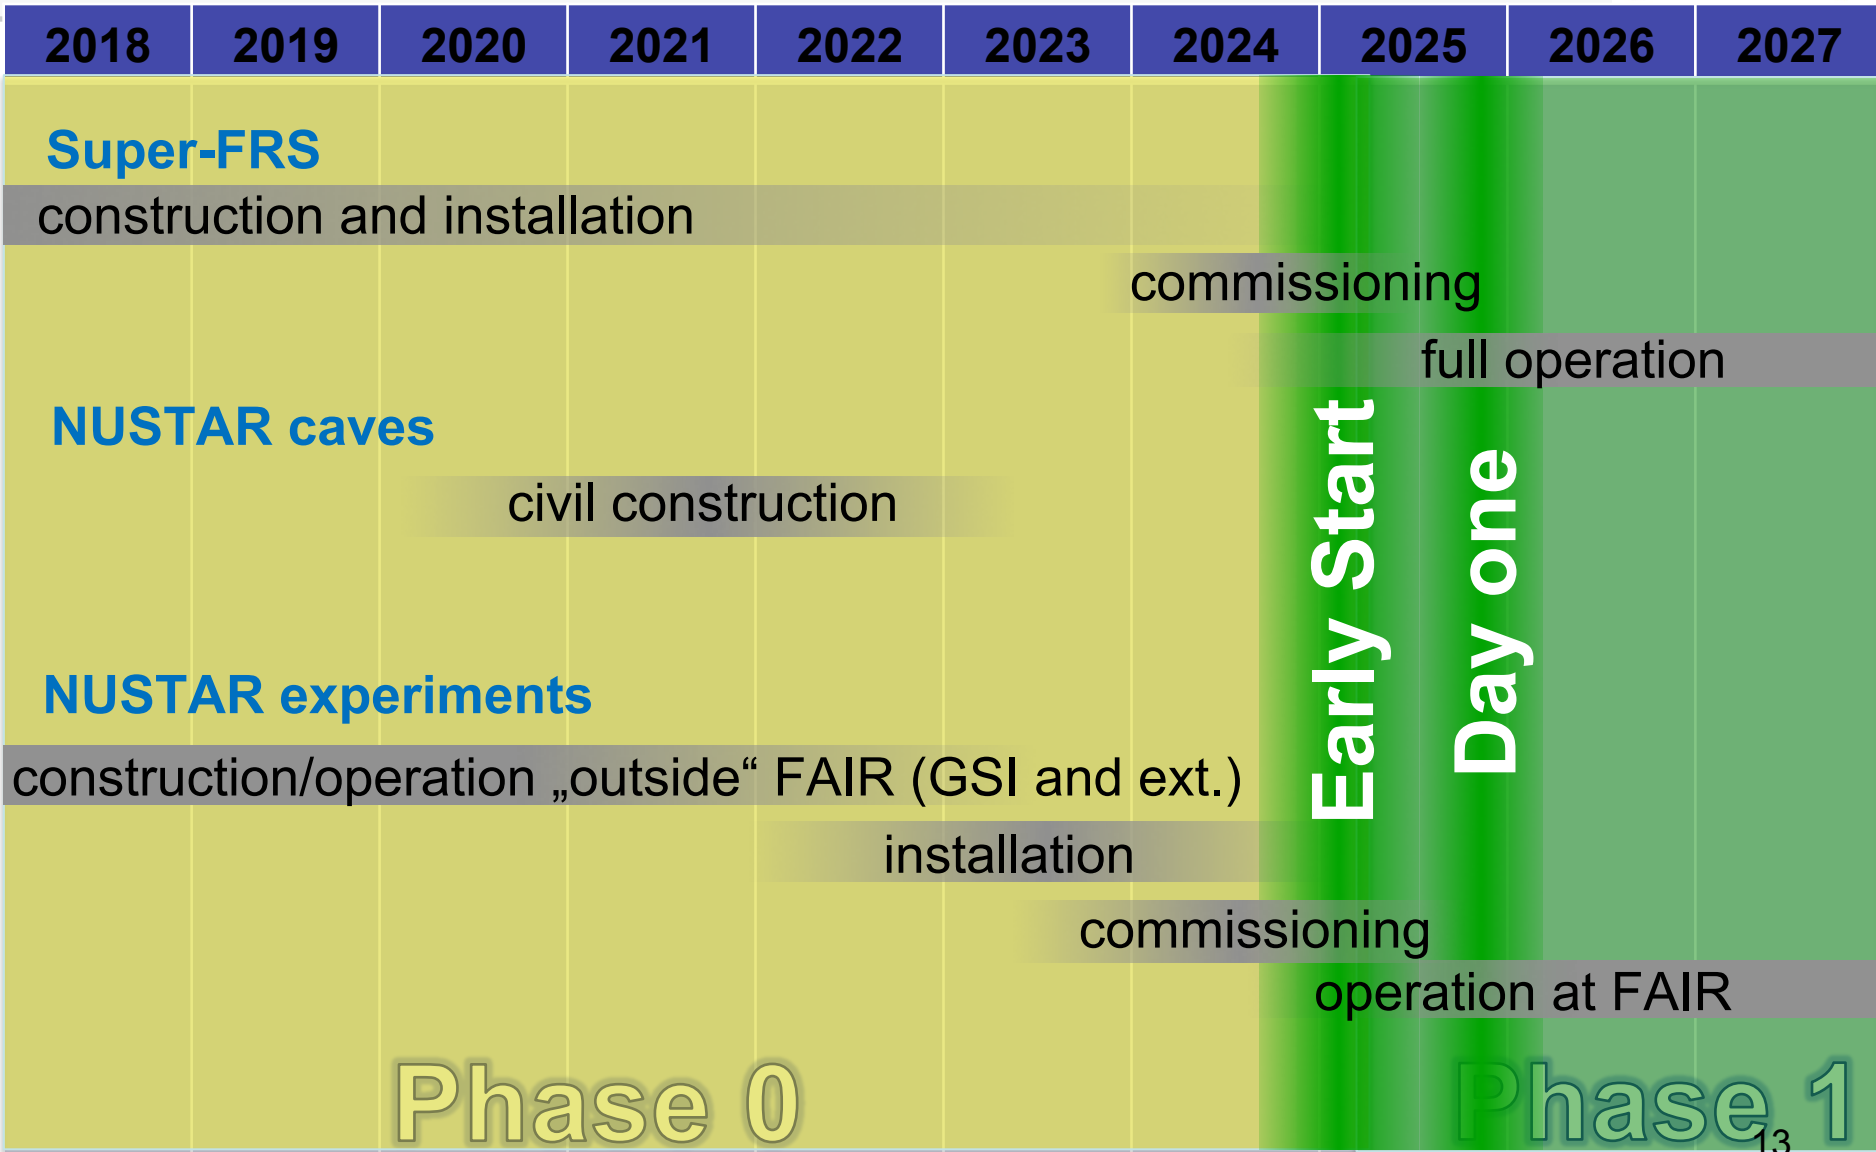 2018 2019 2020 2021 2022 2023 2024 2025 2026 2027
Super-FRS
construction and installation
commissioning
full operation
NUSTAR caves
civil construction
Early Start
Day one
NUSTAR experiments
construction/operation „outside“ FAIR (GSI and ext.)
installation
commissioning
operation at FAIR
Phase 0
Phase 1
13